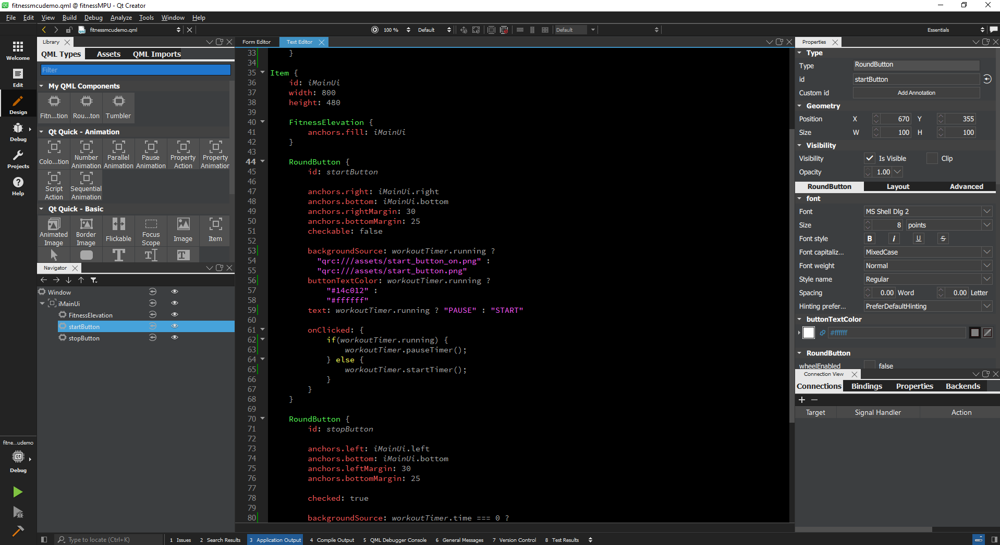 fitnessmcudemo.qml @ fitnessMPU - Qt Creator
File Edit View Build Debug Analyze Tools Window Help
fitnessmcudemo.qml 100 % Default Default Essentials
Welcome
Edit
Design
Debug
Projects
Help
fitne...udemo
Debug
Library
QML Types Assets QML Imports
Filter
My QML Components
Fitn...tion Rou...ton Tumbler
Qt Quick - Animation
Colo...tion Number Animation Parallel Animation Pause Animation Property Action Property Animation
Script Action Sequential Animation
Qt Quick - Basic
Animated Image Border Image Flickable Focus Scope Image Item
Navigator
Window
iMainUi
FitnessElevation
startButton
stopButton
Form Editor Text Editor
33 }
34
35 Item {
36 id: iMainUi
37 width: 800
38 height: 480
39
40 FitnessElevation {
41 anchors.fill: iMainUi
42 }
43
44 RoundButton {
45 id: startButton
46
47 anchors.right: iMainUi.right
48 anchors.bottom: iMainUi.bottom
49 anchors.rightMargin: 30
50 anchors.bottomMargin: 25
51 checkable: false
52
53 backgroundSource: workoutTimer.running ?
54 "qrc:///assets/start_button_on.png" :
55 "qrc:///assets/start_button.png"
56 buttonTextColor: workoutTimer.running ?
57 "#14c012" :
58 "#ffffff"
59 text: workoutTimer.running ? "PAUSE" : "START"
60
61 onClicked: {
62 if(workoutTimer.running) {
63 workoutTimer.pauseTimer();
64 } else {
65 workoutTimer.startTimer();
66 }
67 }
68 }
69
70 RoundButton {
71 id: stopButton
72
73 anchors.left: iMainUi.left
74 anchors.bottom: iMainUi.bottom
75 anchors.leftMargin: 30
76 anchors.bottomMargin: 25
77
78 checked: true
79
80 backgroundSource: workoutTimer.time === 0 ?
Properties
Type
Type RoundButton
id startButton
Custom id Add Annotation
Geometry
Position X 670 Y 355
Size W 100 H 100
Visibility
Visibility Is Visible Clip
Opacity 1.00
RoundButton Layout Advanced
font
Font MS Shell Dlg 2
Size 8 points
Font style B i U S
Font capitaliz... MixedCase
Font weight Normal
Style name Regular
Spacing 0.00 Word 0.00 Letter
Hinting prefer... PreferDefaultHinting
buttonTextColor
#ffffff
RoundButton
wheelEnabled false
Connection View
Connections Bindings Properties Backends
Target Signal Handler Action
Type to locate (Ctrl+K) 1 Issues 2 Search Results 3 Application Output 4 Compile Output 5 QML Debugger Console 6 General Messages 7 Version Control 8 Test Results